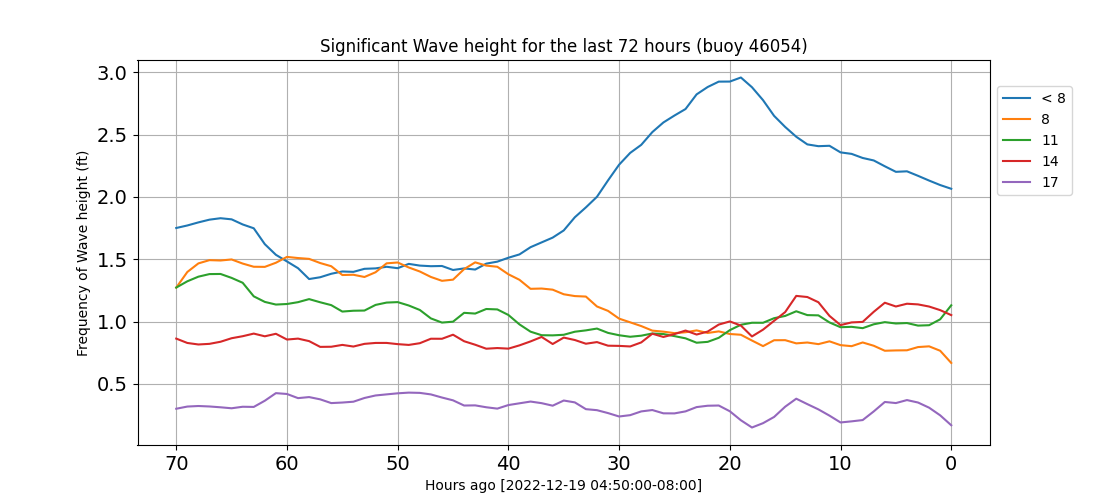 Significant Wave height for the last 72 hours (buoy 46054)
Frequency of Wave height (ft)
3.0
2.5
2.0
1.5
1.0
0.5
70 60 50 40 30 20 10 0
Hours ago [2022-12-19 04:50:00-08:00]
< 8
8
11
14
17